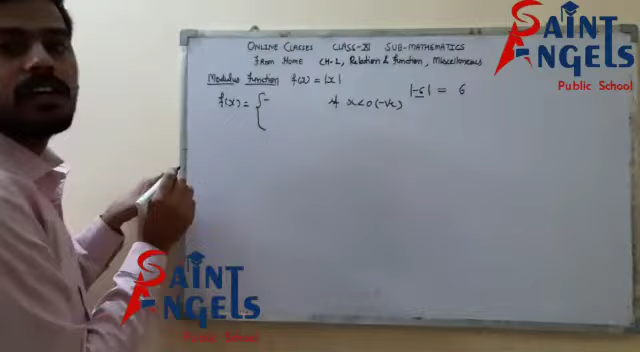 SAINT ANGELS
Public School
ONLINE CLASSES CLASS-XI SUB-MATHEMATICS
FROM HOME CH-2, Relation & Function, Miscellaneous
Modulus Function f(x) = |x|
|-6| = 6
f(x) = { - if x<0 (-ve)
SAINT ANGELS
Public School